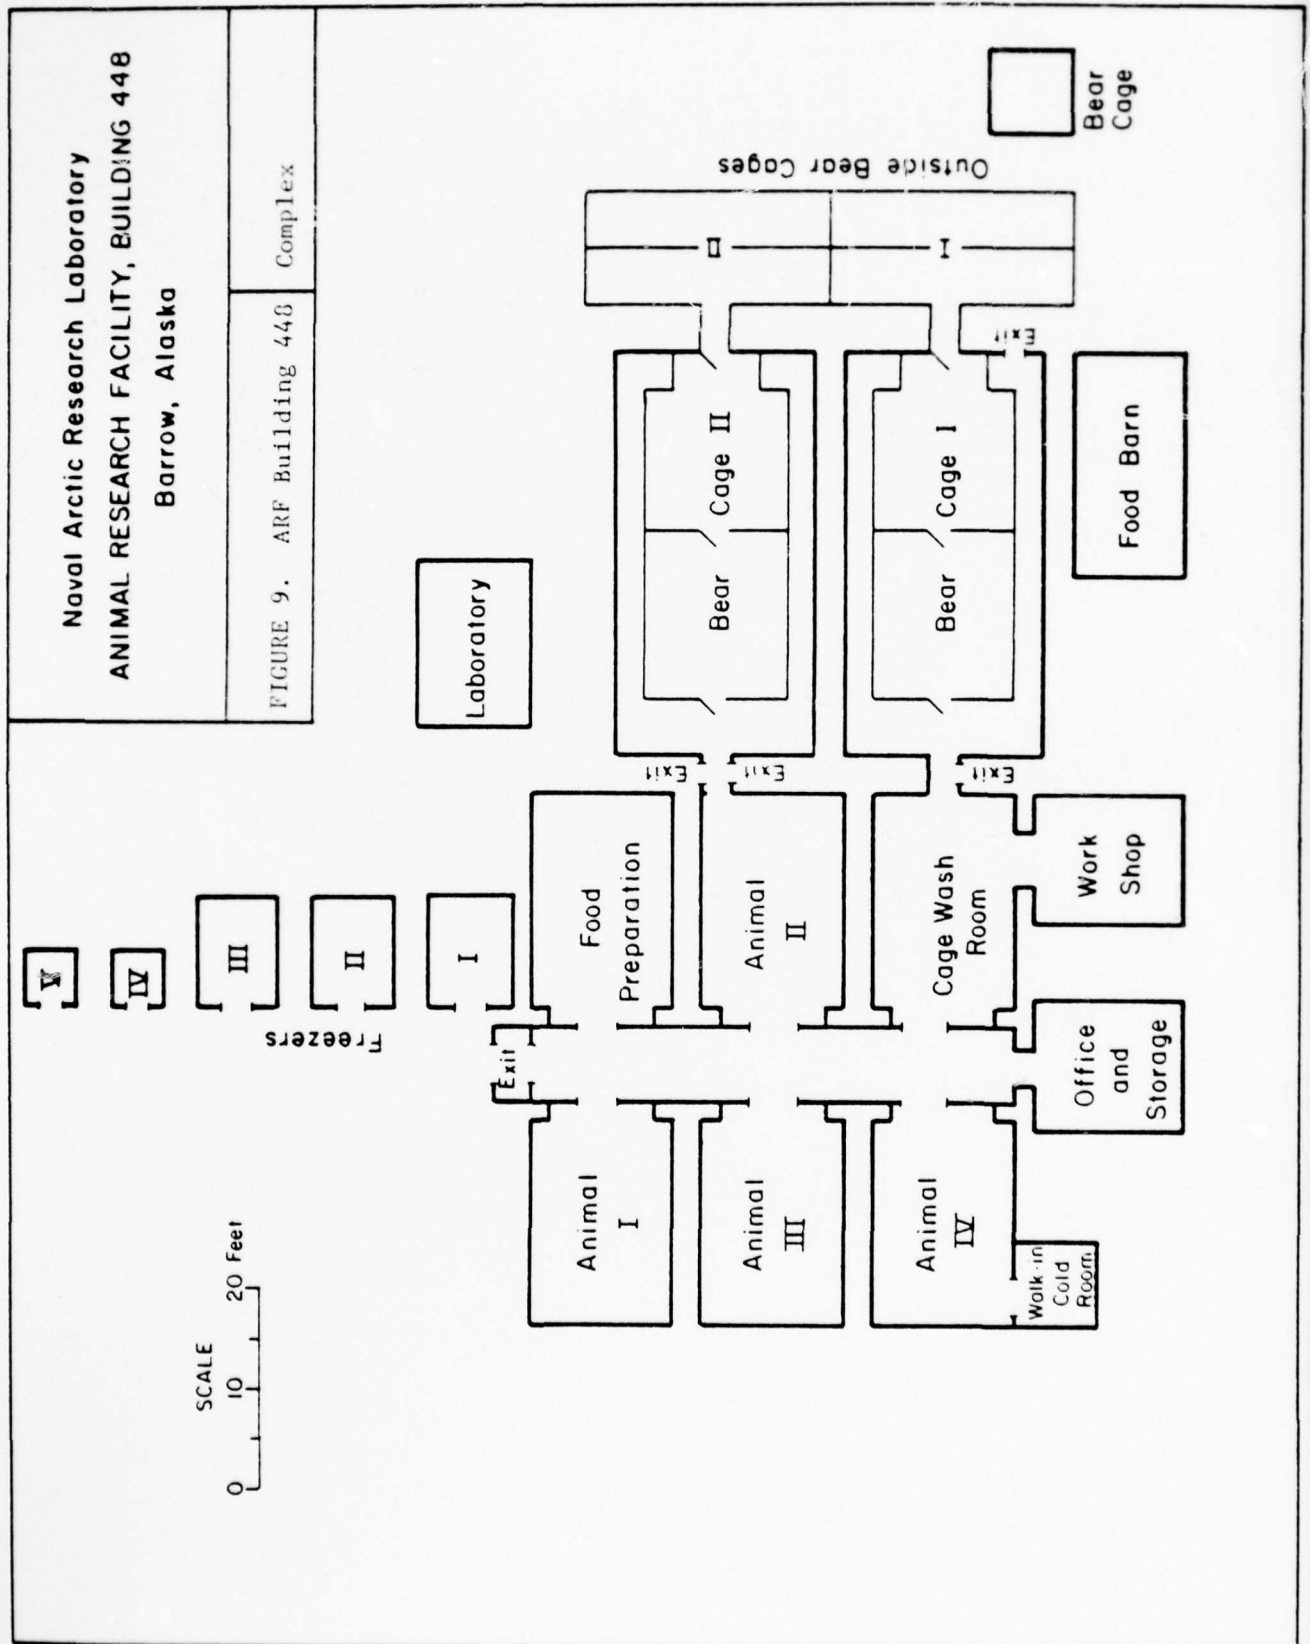 Naval Arctic Research Laboratory
ANIMAL RESEARCH FACILITY, BUILDING 448
Barrow, Alaska
FIGURE 9. ARF Building 448 Complex
SCALE
0 10 20 Feet
Freezers
V
IV
III
II
I
Laboratory
Exit
Animal
I
Food
Preparation
Exit
Exit
Bear Cage II
II
Outside Bear Cages
Animal
III
Animal
II
Animal
IV
Cage Wash
Room
Exit
Bear Cage I
Exit
I
Walk-in
Cold
Room
Office
and
Storage
Work
Shop
Food Barn
Bear
Cage